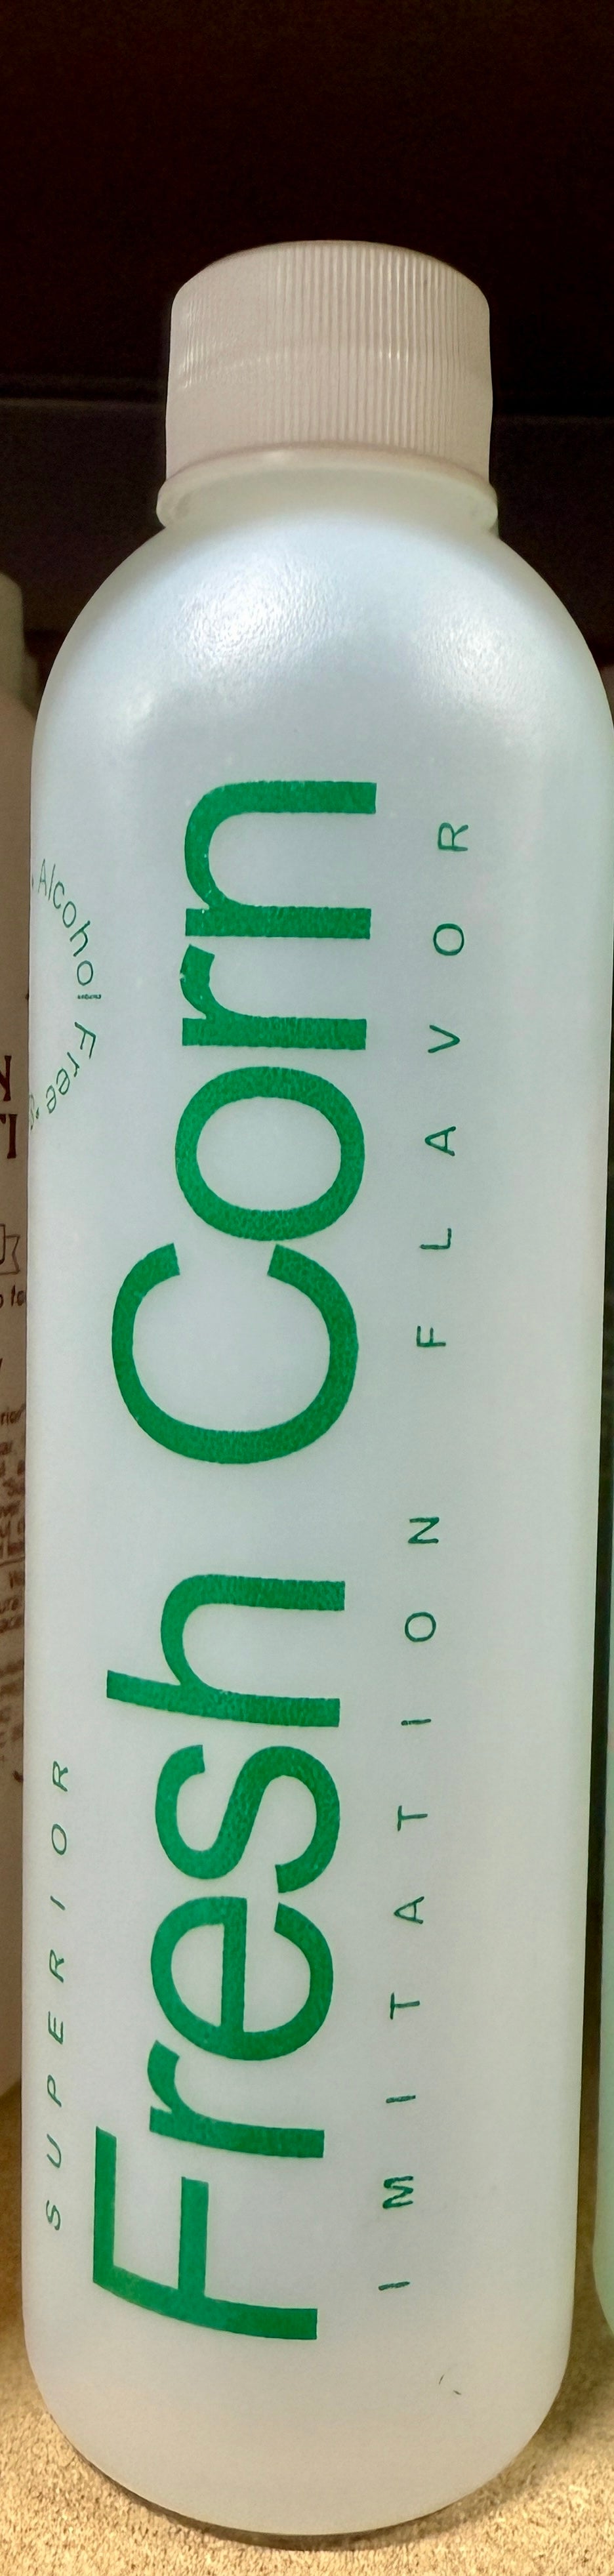 SUPERIOR
Fresh Corn
IMITATION FLAVOR
Alcohol Free